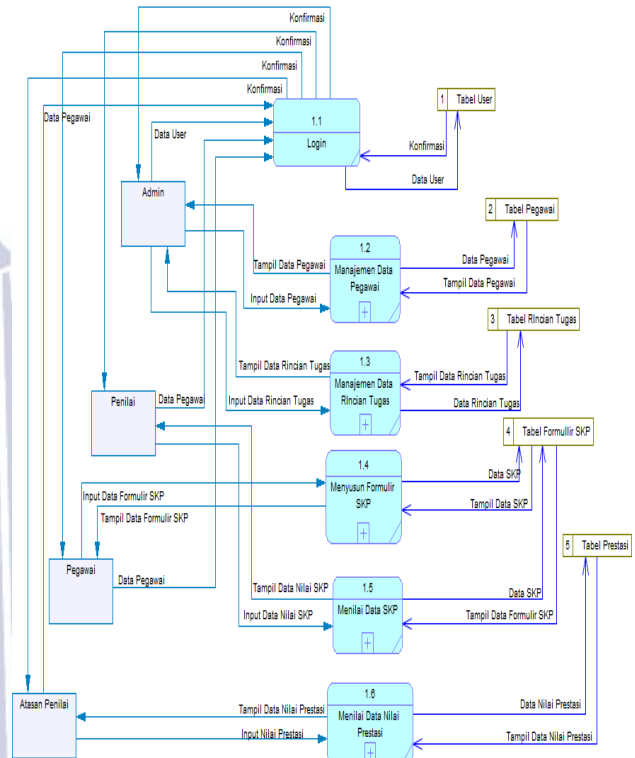 Konfirmasi
Konfirmasi
Konfirmasi
Konfirmasi
Data Pegawai
Data User
1.1
Login
1 Tabel User
Konfirmasi
Data User
Admin
2 Tabel Pegawai
Tampil Data Pegawai
Input Data Pegawai
1.2
Manajemen Data
Pegawai
Data Pegawai
Tampil Data Pegawai
3 Tabel RIncian Tugas
Tampil Data Rincian Tugas
Input Data Rincian Tugas
1.3
Manajemen Data
RIncian Tugas
Tampil Data Rincian Tugas
Data Rincian Tugas
Penilai
Data Pegawai
4 Tabel Formullir SKP
Input Data Formulir SKP
Tampil Data Formulir SKP
1.4
Menyusun Formulir
SKP
Data SKP
Tampil Data SKP
5 Tabel Prestasi
Pegawai
Data Pegawai
Tampil Data Nilai SKP
Input Data Nilai SKP
1.5
Menilai Data SKP
Data SKP
Tampil Data Formulir SKP
Atasan Penilai
Tampil Data Nilai Prestasi
Input Nilai Prestasi
1.6
Menilai Data Nilai
Prestasi
Data Nilai Prestasi
Tampil Data Nilai Prestasi